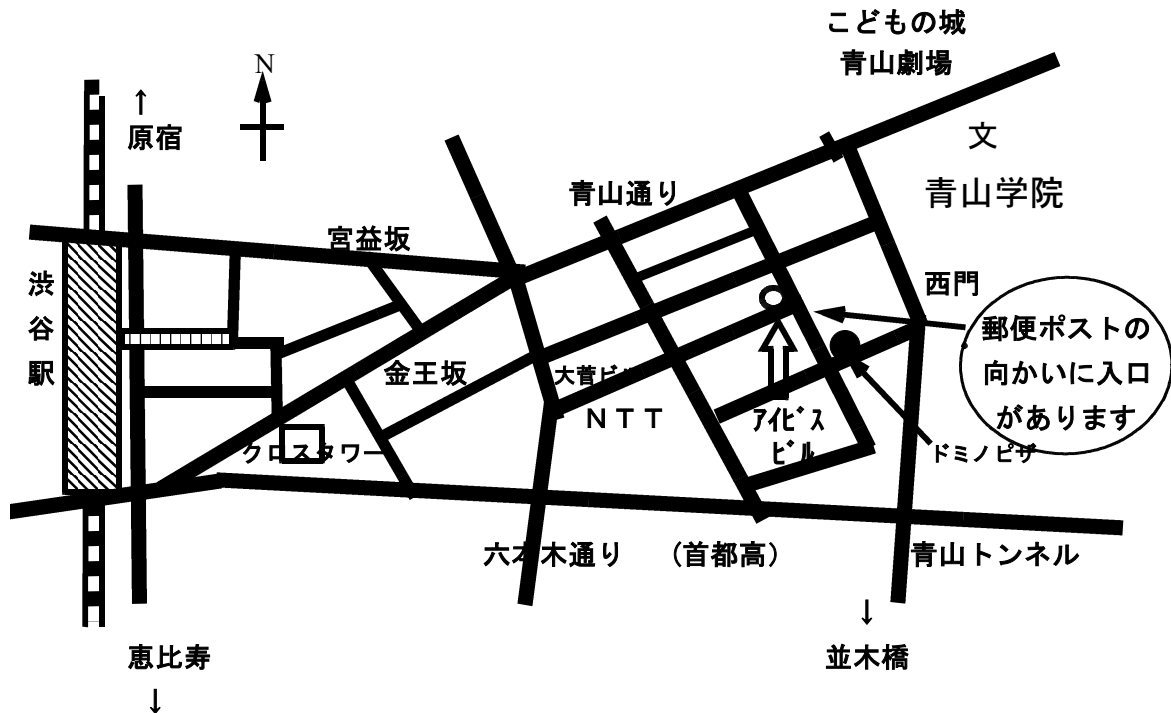 こどもの城
青山劇場
N
↑
原宿
文
青山学院
青山通り
宮益坂
西門
渋谷駅
郵便ポストの
向かいに入口
があります
金王坂
大菅ビル
NTT
アイビスビル
クロスタワー
ドミノピザ
六本木通り (首都高)
青山トンネル
↓
並木橋
恵比寿
↓